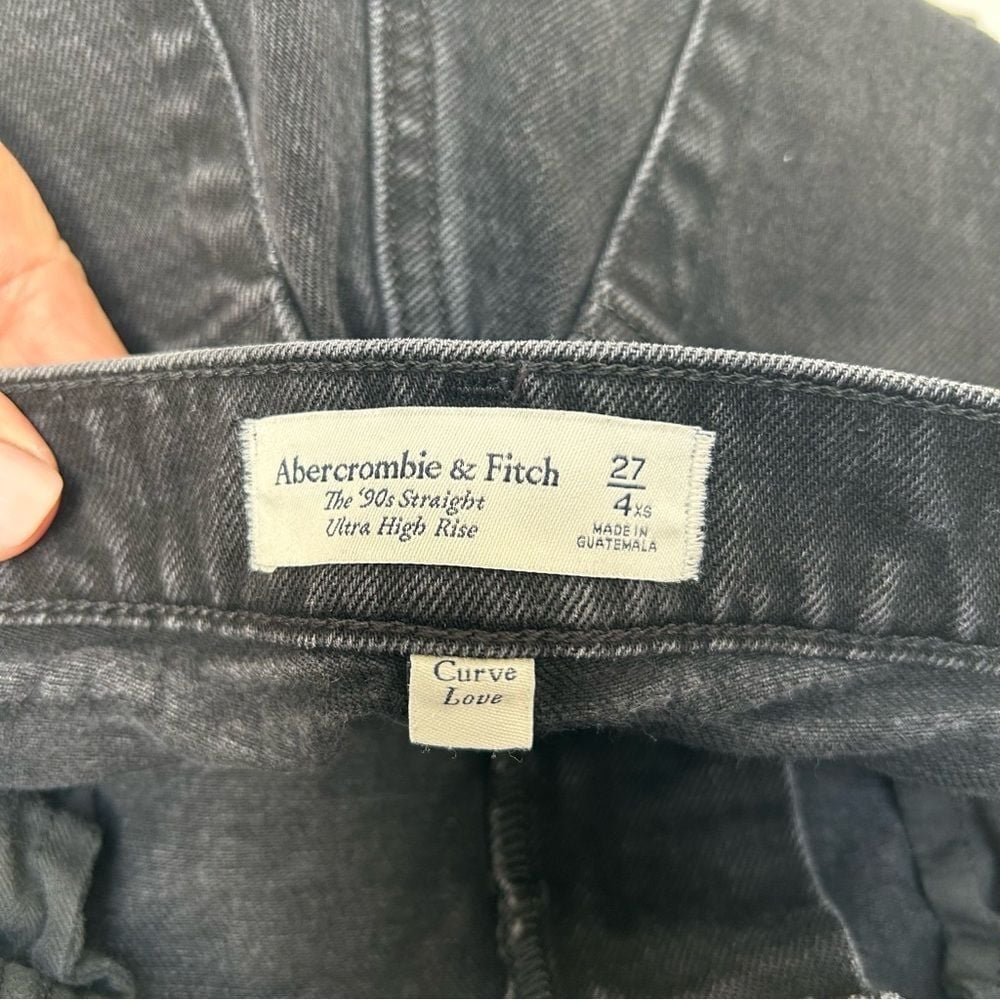 Abercrombie & Fitch
The '90s Straight
Ultra High Rise
27
4xs
MADE IN
GUATEMALA
Curve
Love